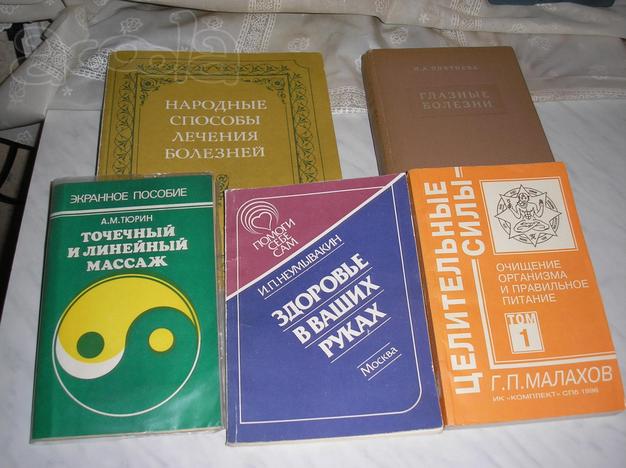 НАРОДНЫЕ
СПОСОБЫ
ЛЕЧЕНИЯ
БОЛЕЗНЕЙ
ГЛАЗНЫЕ
БОЛЕЗНИ
ЭКРАННОЕ ПОСОБИЕ
А.М.ТЮРИН
ТОЧЕЧНЫЙ
И ЛИНЕЙНЫЙ
МАССАЖ
ПОМОГИ
СЕБЕ
САМ
И.П.НЕУМЫВАКИН
ЗДОРОВЬЕ
В ВАШИХ
РУКАХ
Москва
ЦЕЛИТЕЛЬНЫЕ
СИЛЫ
ОЧИЩЕНИЕ
ОРГАНИЗМА
И ПРАВИЛЬНОЕ
ПИТАНИЕ
ТОМ
1
Г.П.МАЛАХОВ
ИК «КОМПЛЕКТ» СПб 1996